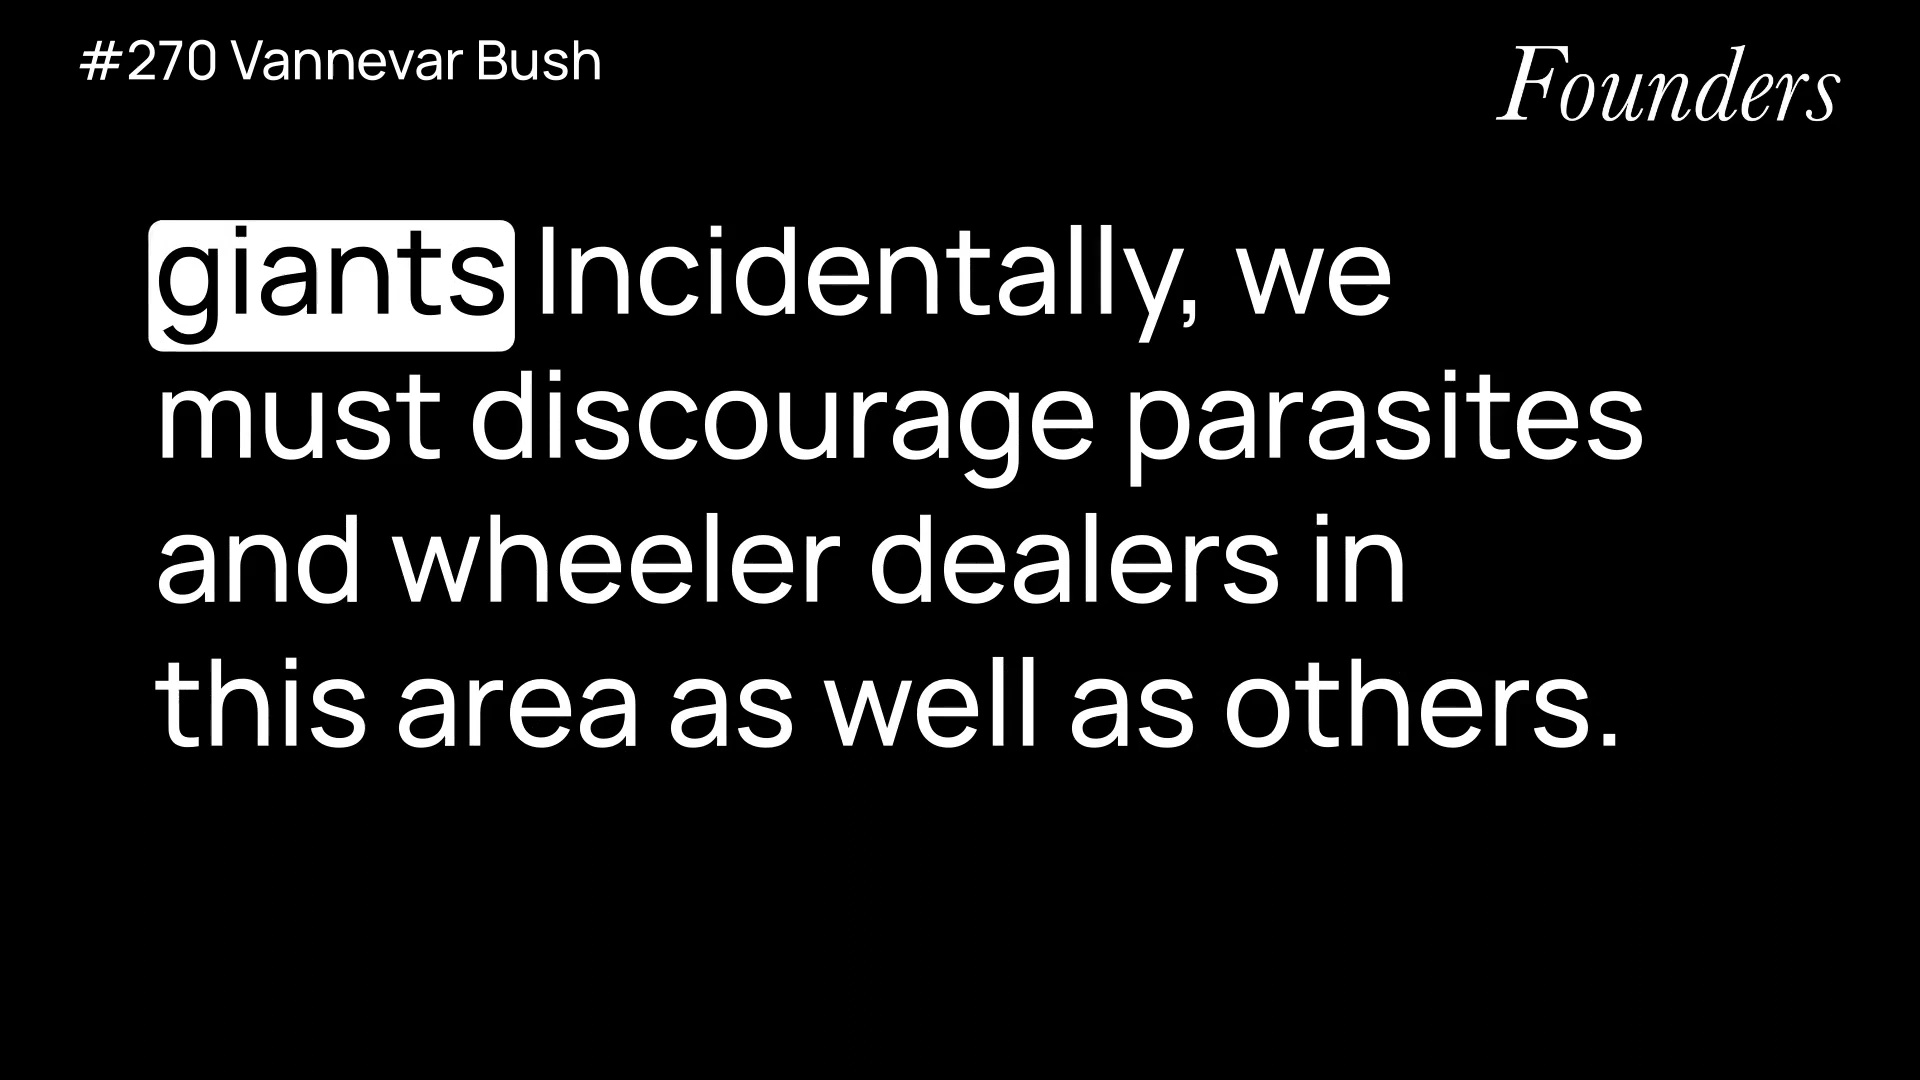 #270 Vannevar Bush
Founders
giants Incidentally, we
must discourage parasites
and wheeler dealers in
this area as well as others.